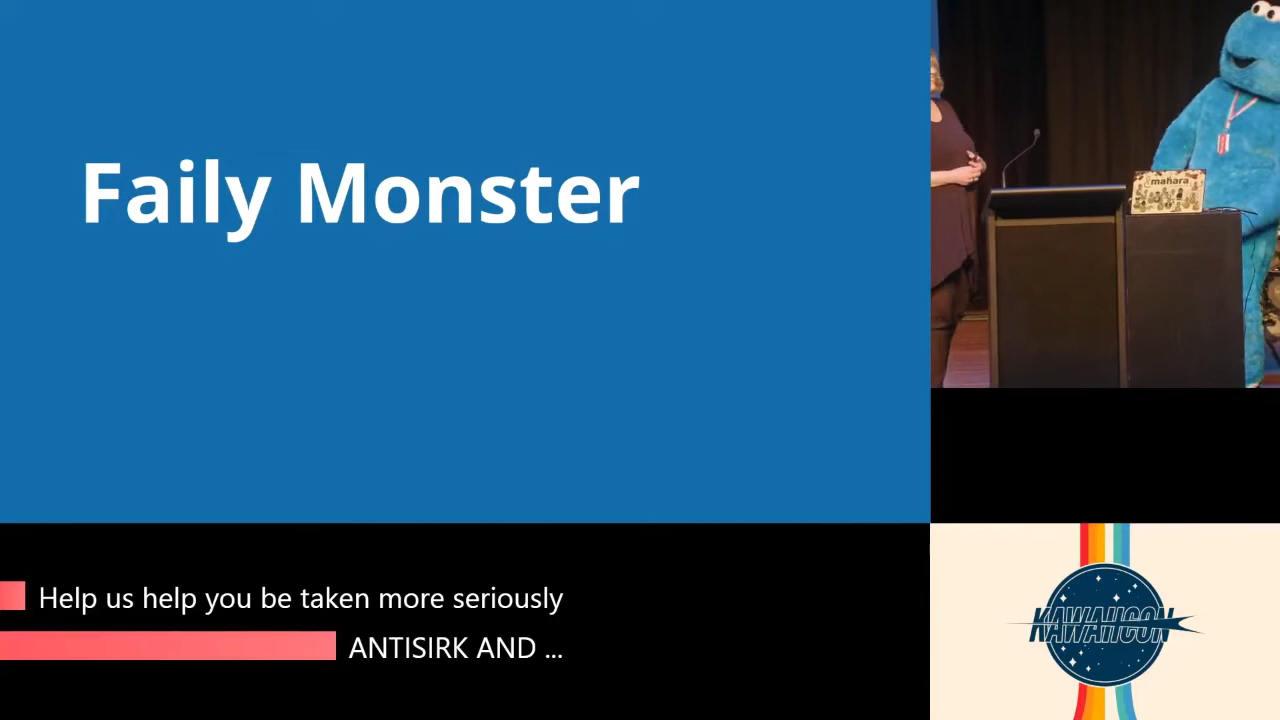 Faily Monster
mahara
Help us help you be taken more seriously
ANTISIRK AND ...
KAWAIICON